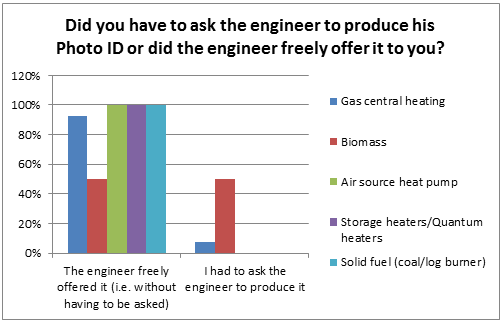 Did you have to ask the engineer to produce his
Photo ID or did the engineer freely offer it to you?
120%
100%
80%
60%
40%
20%
0%
The engineer freely
offered it (i.e. without
having to be asked)
I had to ask the
engineer to produce it
Gas central heating
Biomass
Air source heat pump
Storage heaters/Quantum
heaters
Solid fuel (coal/log burner)